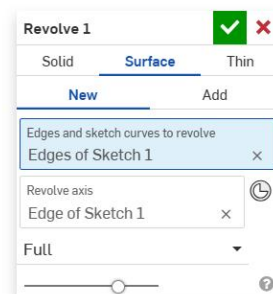 Revolve 1
Solid Surface Thin
New Add
Edges and sketch curves to revolve
Edges of Sketch 1
Revolve axis
Edge of Sketch 1
Full